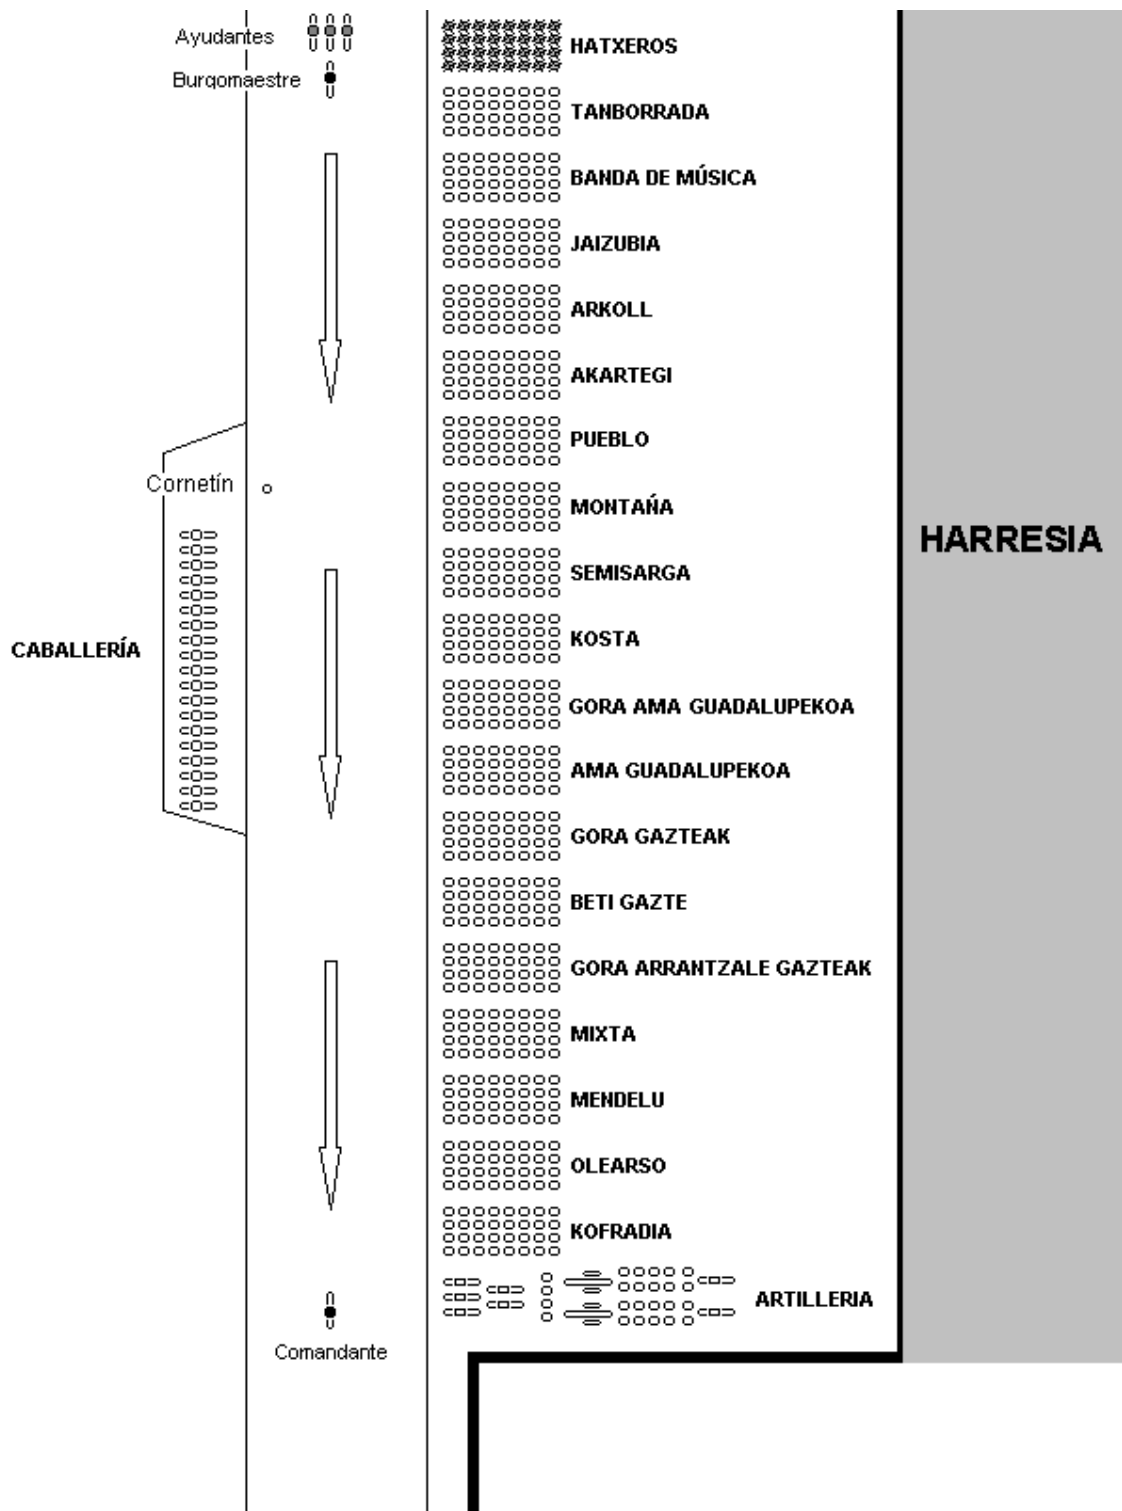 Ayudantes
HATXEROS
Burgomaestre
TANBORRADA
BANDA DE MÚSICA
JAIZUBIA
ARKOLL
AKARTEGI
PUEBLO
Cornetín
MONTAÑA
HARRESIA
SEMISARGA
KOSTA
CABALLERÍA
GORA AMA GUADALUPEKOA
AMA GUADALUPEKOA
GORA GAZTEAK
BETI GAZTE
GORA ARRANTZALE GAZTEAK
MIXTA
MENDELU
OLEARSO
KOFRADIA
ARTILLERIA
Comandante